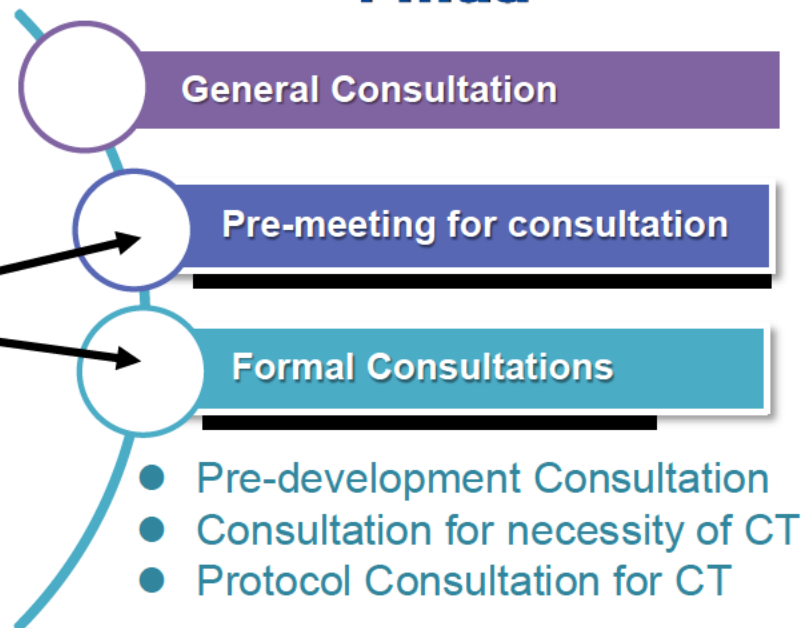 General Consultation
Pre-meeting for consultation
Formal Consultations
● Pre-development Consultation
● Consultation for necessity of CT
● Protocol Consultation for CT